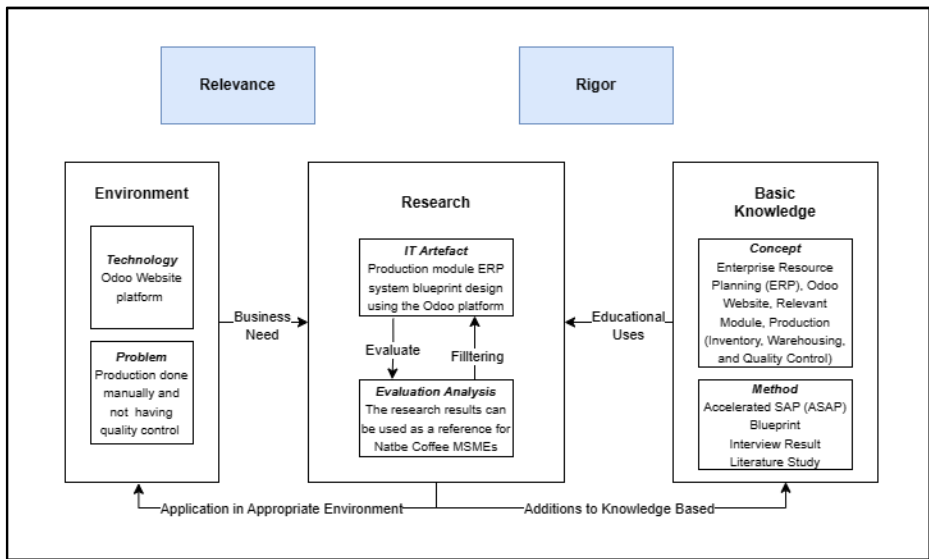 Relevance
Rigor
Environment
Technology
Odoo Website
platform
Problem
Production done
manually and
not having
quality control
Business
Need
Research
IT Artefact
Production module ERP
system blueprint design
using the Odoo platform
Evaluate
Filltering
Evaluation Analysis
The research results can
be used as a reference for
Natbe Coffee MSMEs
Educational
Uses
Basic
Knowledge
Concept
Enterprise Resource
Planning (ERP), Odoo
Website, Relevant
Module, Production
(Inventory, Warehousing,
and Quality Control)
Method
Accelerated SAP (ASAP)
Blueprint
Interview Result
Literature Study
Application in Appropriate Environment
Additions to Knowledge Based